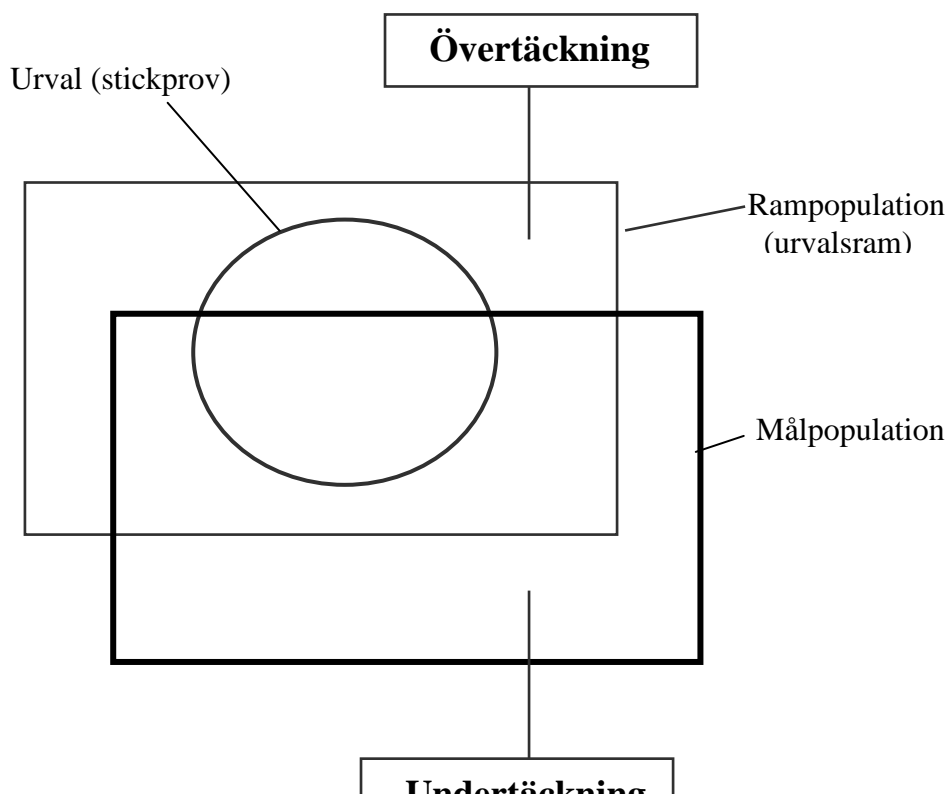 Övertäckning
Urval (stickprov)
Rampopulation
(urvalsram)
Målpopulation
Undertäckning